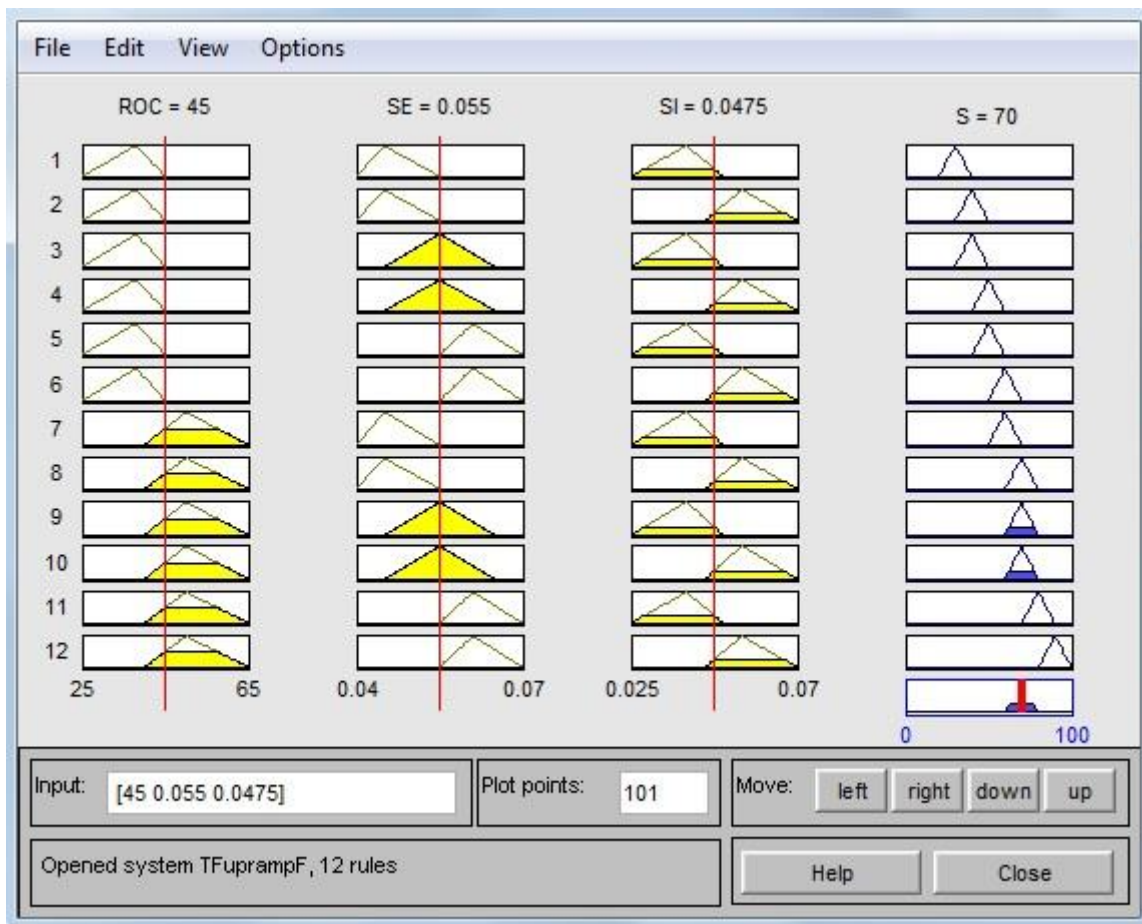 File Edit View Options
ROC = 45 SE = 0.055 SI = 0.0475 S = 70
1
2
3
4
5
6
7
8
9
10
11
12
25 65 0.04 0.07 0.025 0.07
0 100
Input: [45 0.055 0.0475] Plot points: 101 Move: left right down up
Opened system TFuprampF, 12 rules Help Close